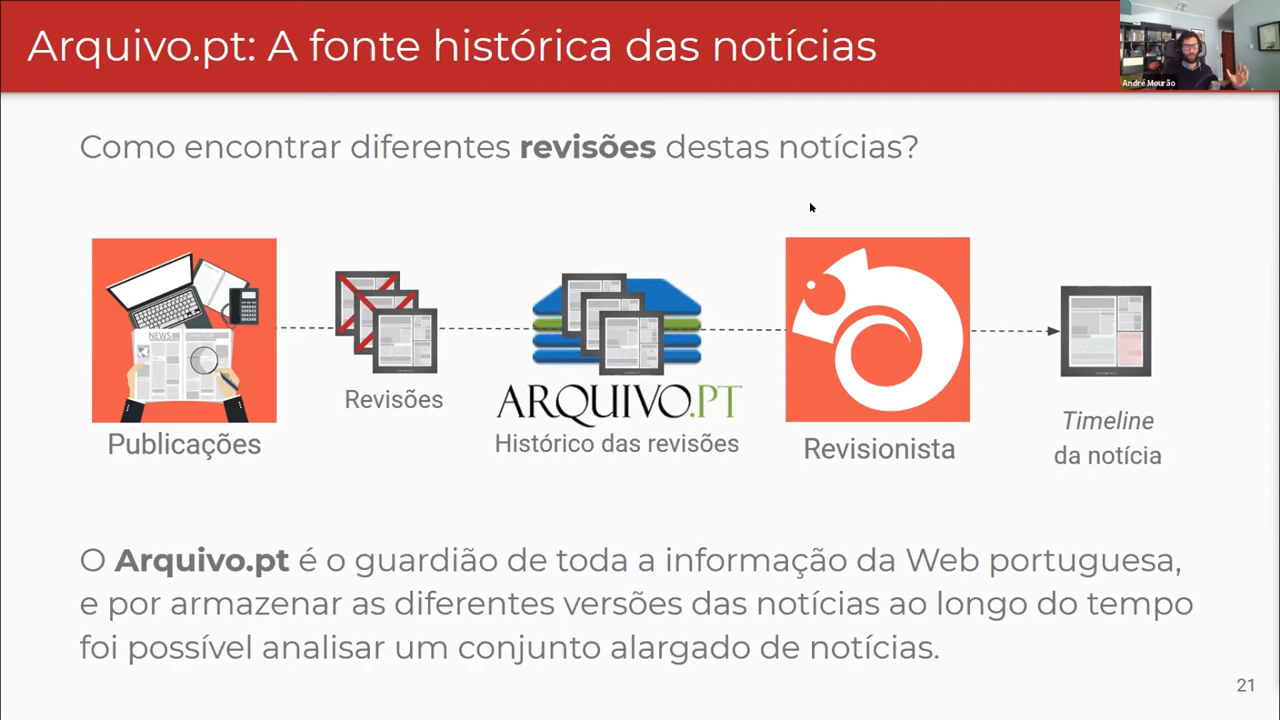 Arquivo.pt: A fonte histórica das notícias
André Mourão
Como encontrar diferentes revisões destas notícias?
NEWS
Revisões
ARQUIVO.PT
Publicações
Histórico das revisões
Revisionista
Timeline
da notícia
O Arquivo.pt é o guardião de toda a informação da Web portuguesa,
e por armazenar as diferentes versões das notícias ao longo do tempo
foi possível analisar um conjunto alargado de notícias.
21